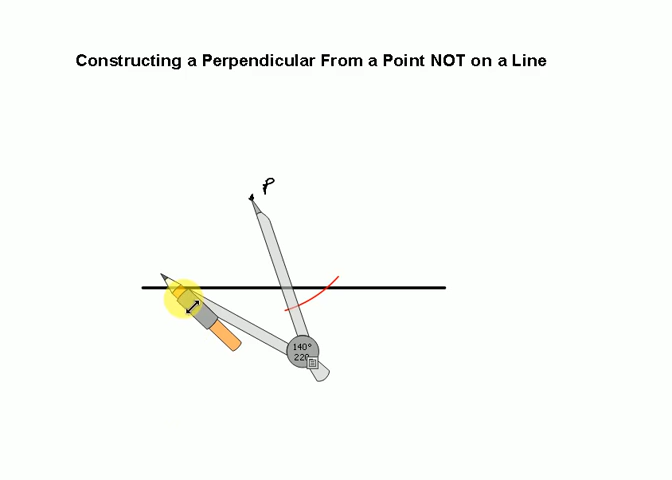 Constructing a Perpendicular From a Point NOT on a Line
P
140°
220